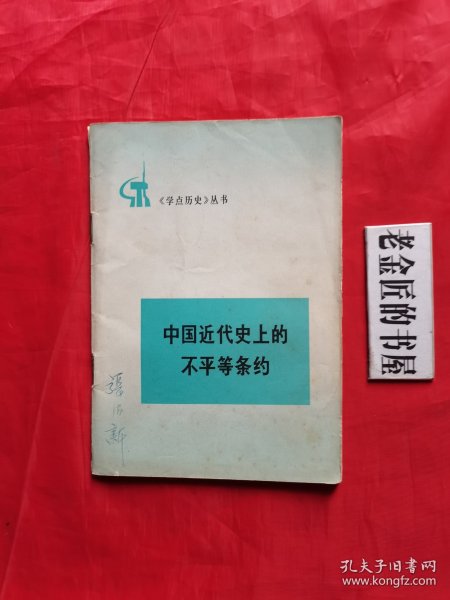 《学点历史》丛书
中国近代史上的
不平等条约
老金匠的书屋
孔夫子旧书网
www.kongfz.com